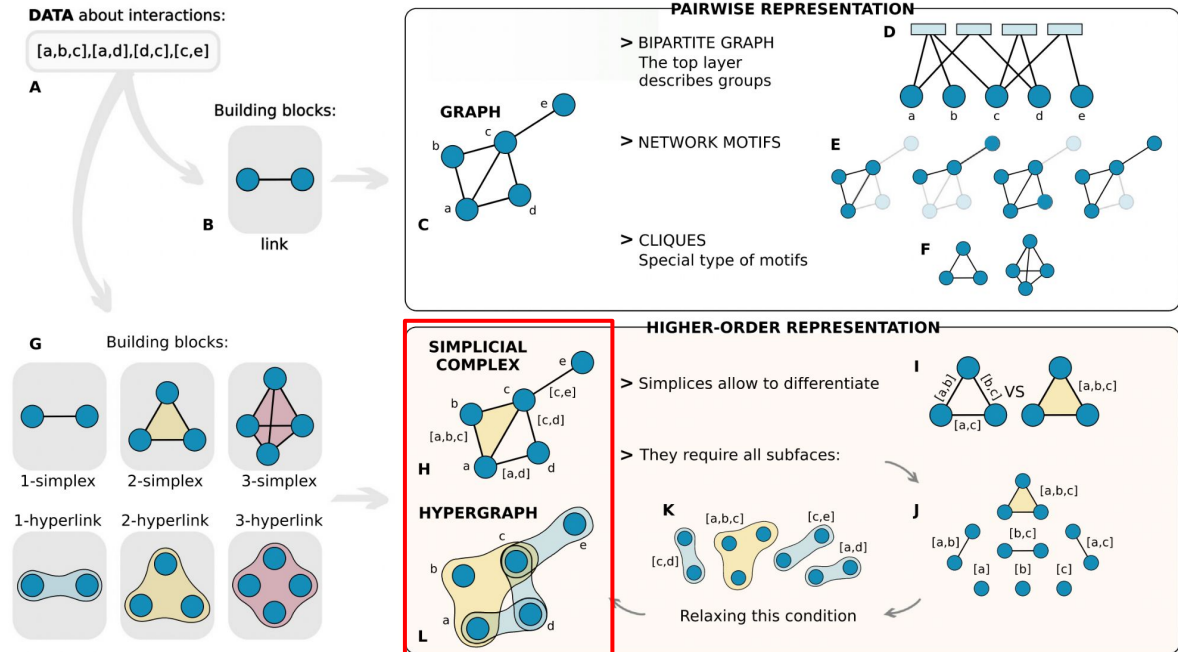 DATA about interactions:
[a,b,c],[a,d],[d,c],[c,e]
A
Building blocks:
B
link
PAIRWISE REPRESENTATION
GRAPH
e
c
b
a
d
C
> BIPARTITE GRAPH
The top layer
describes groups
D
a b c d e
> NETWORK MOTIFS
E
> CLIQUES
Special type of motifs
F
G
Building blocks:
1-simplex 2-simplex 3-simplex
1-hyperlink 2-hyperlink 3-hyperlink
HIGHER-ORDER REPRESENTATION
SIMPLICIAL
COMPLEX
e
c
[c,e]
b
[c,d]
[a,b,c]
a
d
[a,d]
H
> Simplices allow to differentiate
I
[a,b]
[b,c]
[a,c]
VS
[a,b,c]
> They require all subfaces:
J
[a,b,c]
[a,b]
[b,c]
[a,c]
[a] [b] [c]
K
[c,d]
[a,b,c]
[c,e]
[a,d]
Relaxing this condition
HYPERGRAPH
c
e
b
a
d
L